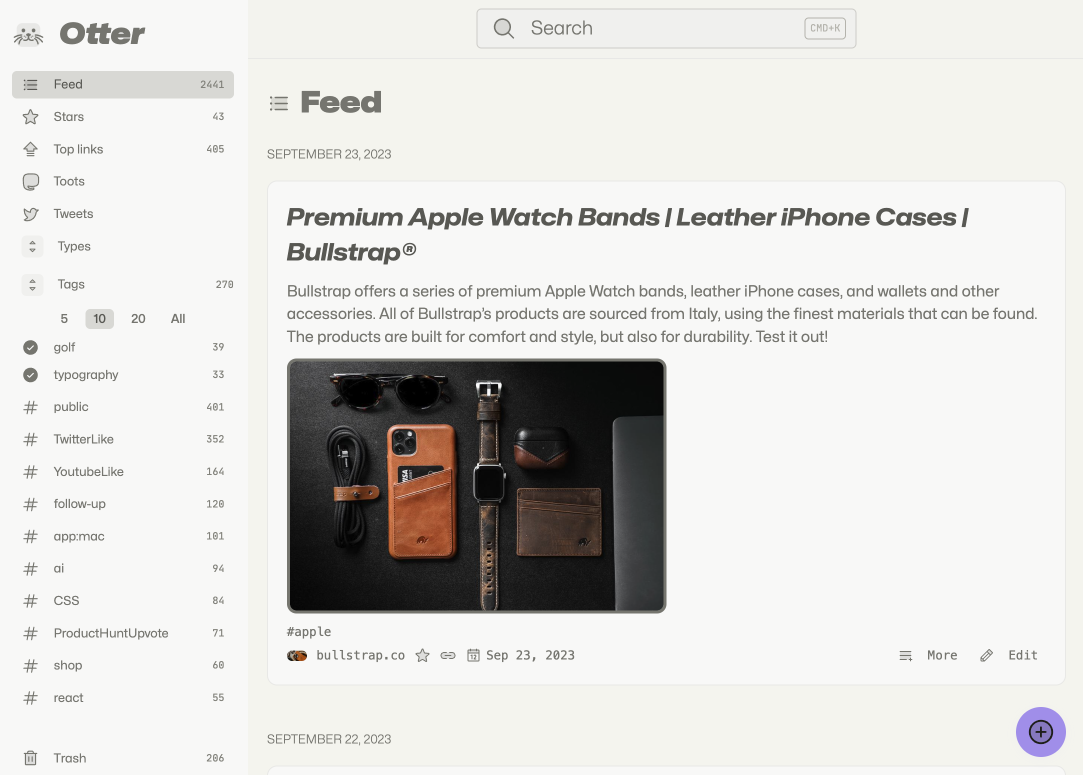 Otter
Search
CMD+K
Feed 2441
Stars 43
Top links 405
Toots
Tweets
Types
Tags 270
5 10 20 All
golf 39
typography 33
public 401
TwitterLike 352
YoutubeLike 164
follow-up 120
app:mac 101
ai 94
CSS 84
ProductHuntUpvote 71
shop 60
react 55
Trash 206
Feed
SEPTEMBER 23, 2023
Premium Apple Watch Bands | Leather iPhone Cases |
Bullstrap®
Bullstrap offers a series of premium Apple Watch bands, leather iPhone cases, and wallets and other
accessories. All of Bullstrap's products are sourced from Italy, using the finest materials that can be found.
The products are built for comfort and style, but also for durability. Test it out!
VISA
#apple
bullstrap.co Sep 23, 2023 More Edit
SEPTEMBER 22, 2023